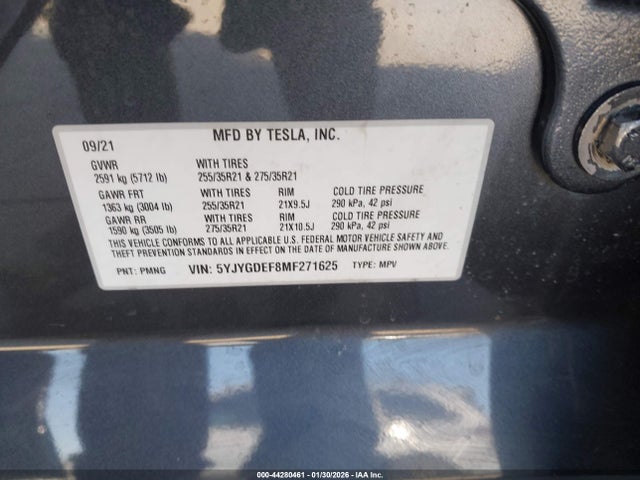 09/21 MFD BY TESLA, INC.
GVWR WITH TIRES
2591 kg (5712 lb) 255/35R21 & 275/35R21
GAWR FRT WITH TIRES RIM COLD TIRE PRESSURE
1363 kg (3004 lb) 255/35R21 21X9.5J 290 kPa, 42 psi
GAWR RR WITH TIRES RIM COLD TIRE PRESSURE
1590 kg (3505 lb) 275/35R21 21X10.5J 290 kPa, 42 psi
THIS VEHICLE CONFORMS TO ALL APPLICABLE U.S. FEDERAL MOTOR VEHICLE SAFETY AND
THEFT PREVENTION STANDARDS IN EFFECT ON THE DATE OF MANUFACTURE SHOWN ABOVE.
PNT: PMNG VIN: 5YJYGDEF8MF271625 TYPE: MPV
000-44280461 - 01/30/2026 - IAA Inc.